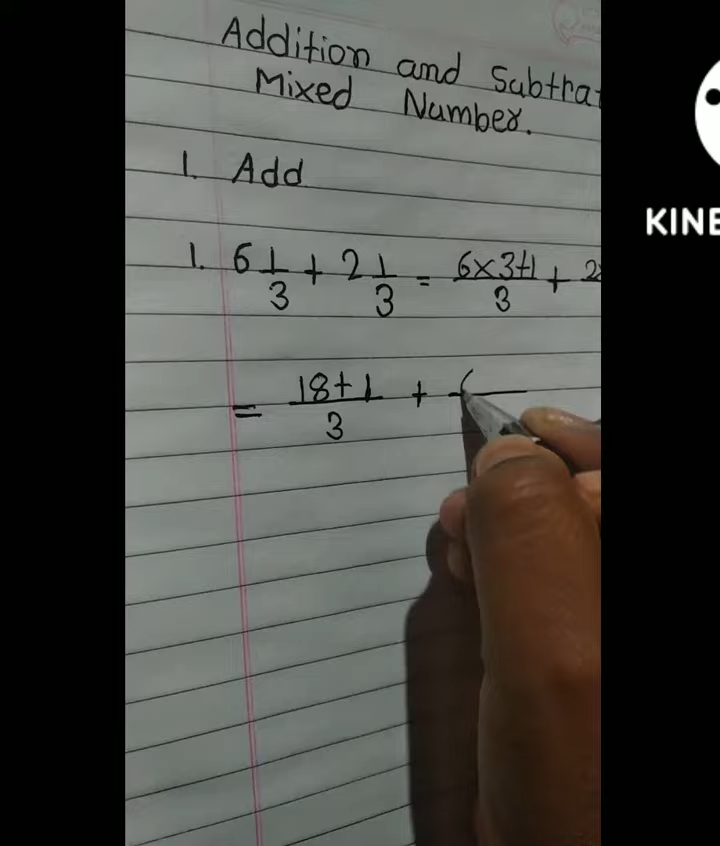 Addition and Subtra
Mixed Number.
1. Add
1. 6 1/3 + 2 1/3 = 6×3+1/3 + 2
= 18+1/3 +
KINE